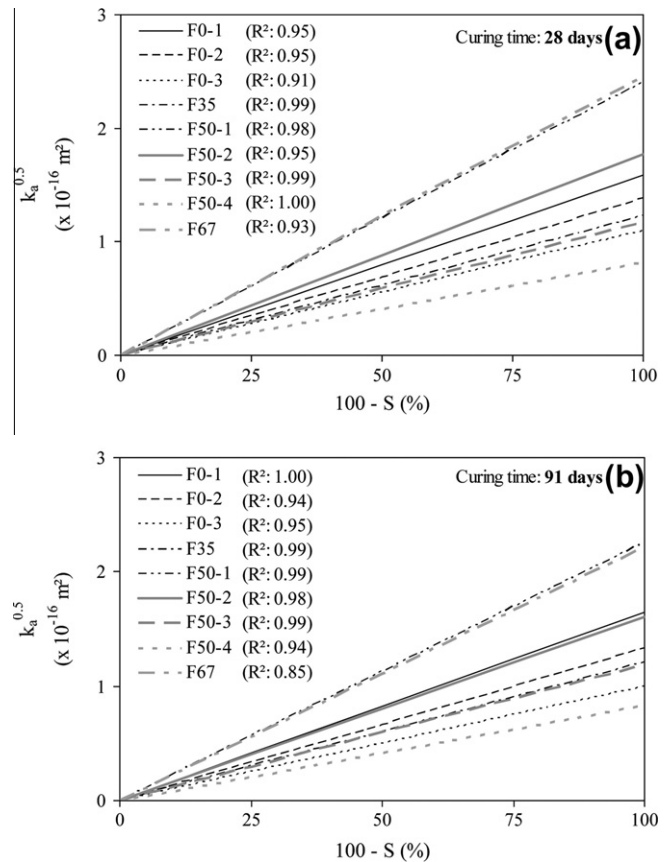 Curing time: 28 days (a)
F0-1 (R²: 0.95)
F0-2 (R²: 0.95)
F0-3 (R²: 0.91)
F35 (R²: 0.99)
F50-1 (R²: 0.98)
F50-2 (R²: 0.95)
F50-3 (R²: 0.99)
F50-4 (R²: 1.00)
F67 (R²: 0.93)
3
2
1
0
kₐ^0.5
(x 10⁻¹⁶ m²)
0 25 50 75 100
100 - S (%)
Curing time: 91 days (b)
F0-1 (R²: 1.00)
F0-2 (R²: 0.94)
F0-3 (R²: 0.95)
F35 (R²: 0.99)
F50-1 (R²: 0.99)
F50-2 (R²: 0.98)
F50-3 (R²: 0.99)
F50-4 (R²: 0.94)
F67 (R²: 0.85)
3
2
1
0
kₐ^0.5
(x 10⁻¹⁶ m²)
0 25 50 75 100
100 - S (%)